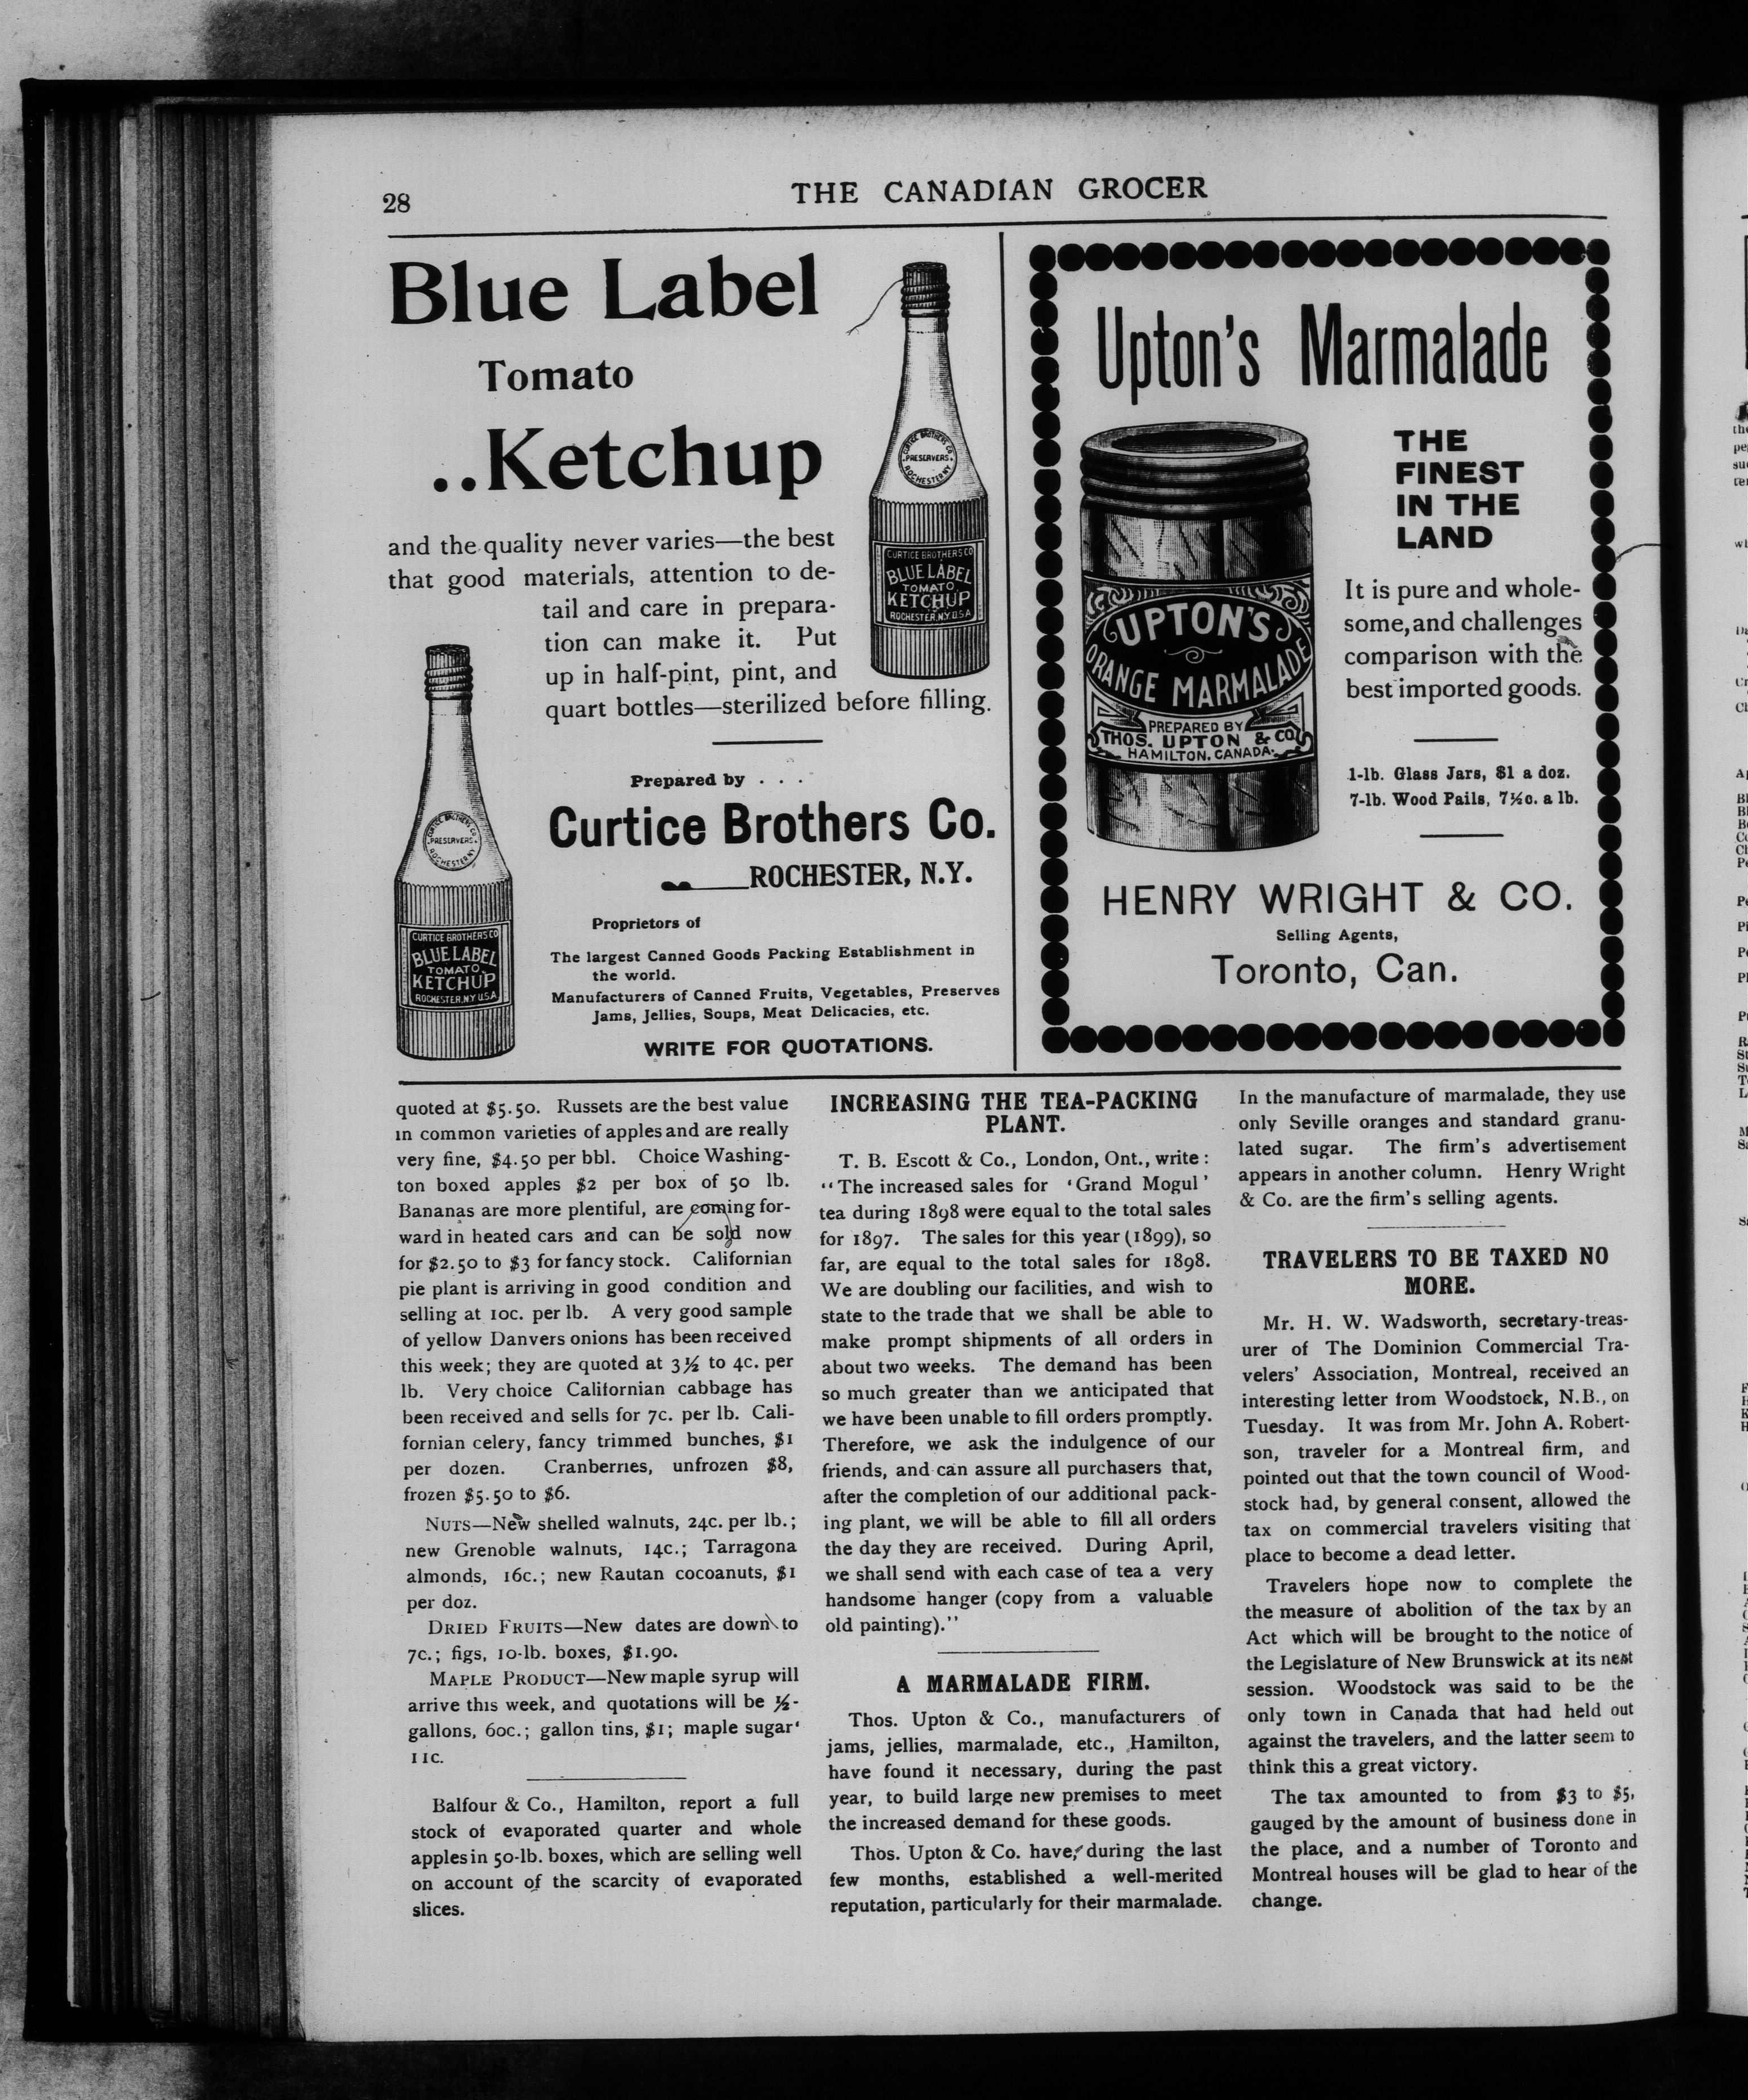 28
THE CANADIAN GROCER
Blue Label
Tomato
..Ketchup
and the quality never varies—the best
that good materials, attention to de-
tail and care in prepara-
tion can make it. Put
up in half-pint, pint, and
quart bottles—sterilized before filling.
CURTICE BROTHERS CO
PRESERVERS
ROCHESTER N.Y.
CURTICE BROTHERS CO
BLUE LABEL
TOMATO
KETCHUP
ROCHESTER, N.Y. U.S.A
CURTICE BROTHERS CO
PRESERVERS
ROCHESTER N.Y.
CURTICE BROTHERS CO
BLUE LABEL
TOMATO
KETCHUP
ROCHESTER, N.Y. U.S.A
Prepared by . . .
Curtice Brothers Co.
ROCHESTER, N.Y.
Proprietors of
The largest Canned Goods Packing Establishment in
the world.
Manufacturers of Canned Fruits, Vegetables, Preserves
Jams, Jellies, Soups, Meat Delicacies, etc.
WRITE FOR QUOTATIONS.
Upton's Marmalade
THE
FINEST
IN THE
LAND
UPTON'S
ORANGE MARMALADE
PREPARED BY
THOS. UPTON & CO
HAMILTON. CANADA.
It is pure and whole-
some, and challenges
comparison with the
best imported goods.
1-lb. Glass Jars, $1 a doz.
7-lb. Wood Pails, 7½c. a lb.
HENRY WRIGHT & CO.
Selling Agents,
Toronto, Can.
quoted at $5.50. Russets are the best value
in common varieties of apples and are really
very fine, $4.50 per bbl. Choice Washing-
ton boxed apples $2 per box of 50 lb.
Bananas are more plentiful, are coming for-
ward in heated cars and can be sold now
for $2.50 to $3 for fancy stock. Californian
pie plant is arriving in good condition and
selling at 10c. per lb. A very good sample
of yellow Danvers onions has been received
this week; they are quoted at 3½ to 4c. per
lb. Very choice Californian cabbage has
been received and sells for 7c. per lb. Cali-
fornian celery, fancy trimmed bunches, $1
per dozen. Cranberries, unfrozen $8,
frozen $5.50 to $6.
NUTS—New shelled walnuts, 24c. per lb.;
new Grenoble walnuts, 14c.; Tarragona
almonds, 16c.; new Rautan cocoanuts, $1
per doz.
DRIED FRUITS—New dates are down to
7c.; figs, 10-lb. boxes, $1.90.
MAPLE PRODUCT—New maple syrup will
arrive this week, and quotations will be ½-
gallons, 60c.; gallon tins, $1; maple sugar'
11c.
Balfour & Co., Hamilton, report a full
stock of evaporated quarter and whole
apples in 50-lb. boxes, which are selling well
on account of the scarcity of evaporated
slices.
INCREASING THE TEA-PACKING
PLANT.
T. B. Escott & Co., London, Ont., write:
"The increased sales for 'Grand Mogul'
tea during 1898 were equal to the total sales
for 1897. The sales for this year (1899), so
far, are equal to the total sales for 1898.
We are doubling our facilities, and wish to
state to the trade that we shall be able to
make prompt shipments of all orders in
about two weeks. The demand has been
so much greater than we anticipated that
we have been unable to fill orders promptly.
Therefore, we ask the indulgence of our
friends, and can assure all purchasers that,
after the completion of our additional pack-
ing plant, we will be able to fill all orders
the day they are received. During April,
we shall send with each case of tea a very
handsome hanger (copy from a valuable
old painting)."
A MARMALADE FIRM.
Thos. Upton & Co., manufacturers of
jams, jellies, marmalade, etc., Hamilton,
have found it necessary, during the past
year, to build large new premises to meet
the increased demand for these goods.
Thos. Upton & Co. have, during the last
few months, established a well-merited
reputation, particularly for their marmalade.
In the manufacture of marmalade, they use
only Seville oranges and standard granu-
lated sugar. The firm's advertisement
appears in another column. Henry Wright
& Co. are the firm's selling agents.
TRAVELERS TO BE TAXED NO
MORE.
Mr. H. W. Wadsworth, secretary-treas-
urer of The Dominion Commercial Tra-
velers' Association, Montreal, received an
interesting letter from Woodstock, N.B., on
Tuesday. It was from Mr. John A. Robert-
son, traveler for a Montreal firm, and
pointed out that the town council of Wood-
stock had, by general consent, allowed the
tax on commercial travelers visiting that
place to become a dead letter.
Travelers hope now to complete the
the measure of abolition of the tax by an
Act which will be brought to the notice of
the Legislature of New Brunswick at its next
session. Woodstock was said to be the
only town in Canada that had held out
against the travelers, and the latter seem to
think this a great victory.
The tax amounted to from $3 to $5,
gauged by the amount of business done in
the place, and a number of Toronto and
Montreal houses will be glad to hear of the
change.